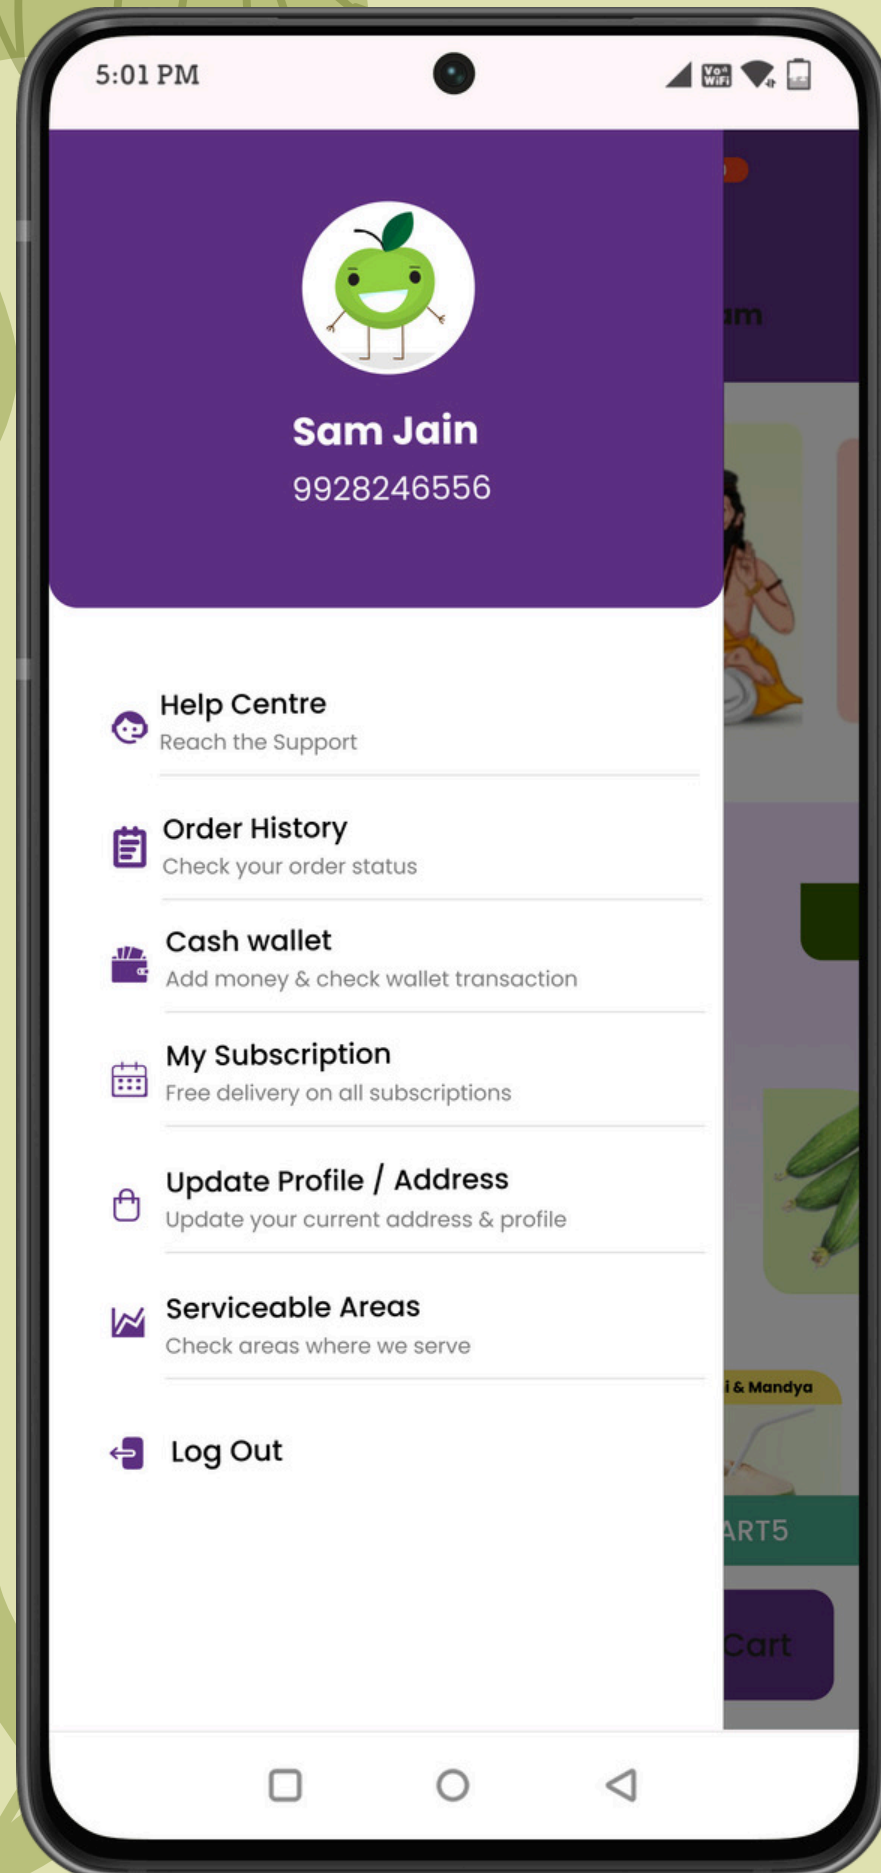 5:01 PM
Vo
WiFi
Sam Jain
9928246556
Help Centre
Reach the Support
Order History
Check your order status
Cash wallet
Add money & check wallet transaction
My Subscription
Free delivery on all subscriptions
Update Profile / Address
Update your current address & profile
Serviceable Areas
Check areas where we serve
i & Mandya
Log Out
ART5
Cart